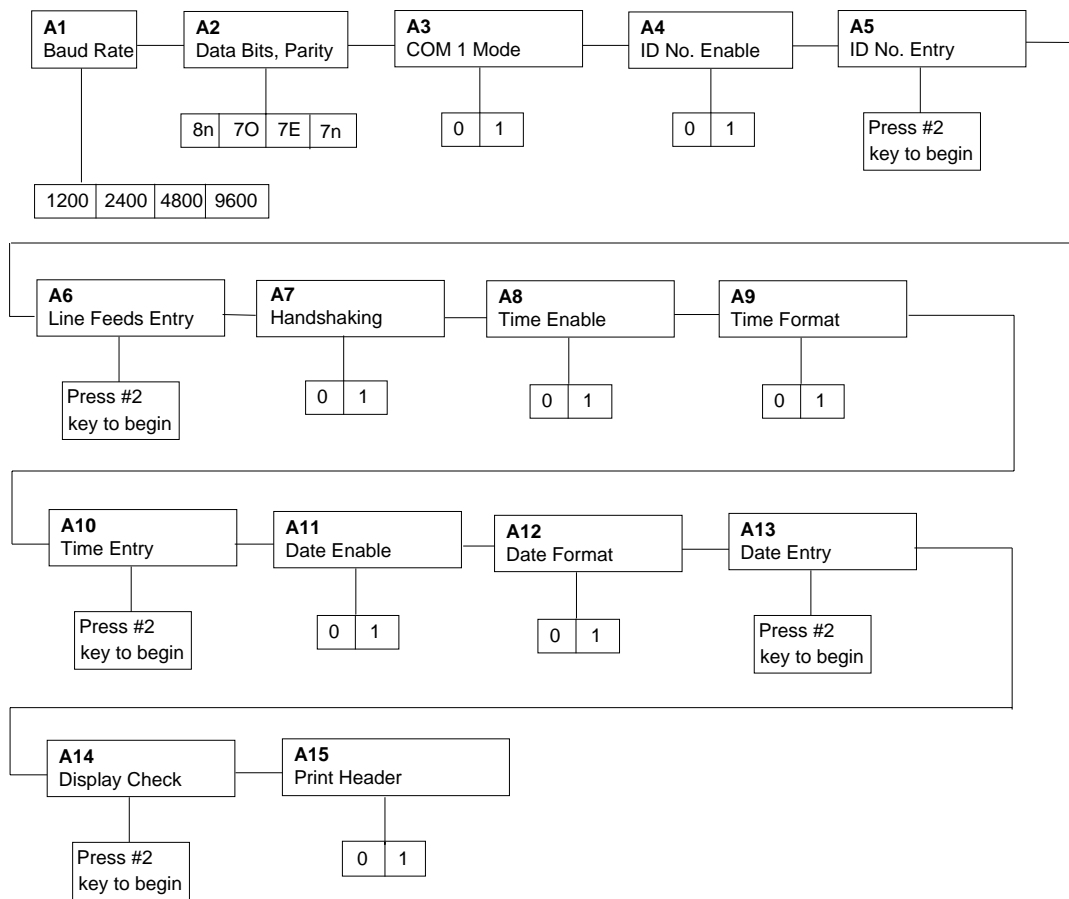 A1
Baud Rate
A2
Data Bits, Parity
A3
COM 1 Mode
A4
ID No. Enable
A5
ID No. Entry
8n 7O 7E 7n
0 1
0 1
Press #2
key to begin
1200 2400 4800 9600
A6
Line Feeds Entry
A7
Handshaking
A8
Time Enable
A9
Time Format
Press #2
key to begin
0 1
0 1
0 1
A10
Time Entry
A11
Date Enable
A12
Date Format
A13
Date Entry
Press #2
key to begin
0 1
0 1
Press #2
key to begin
A14
Display Check
A15
Print Header
Press #2
key to begin
0 1